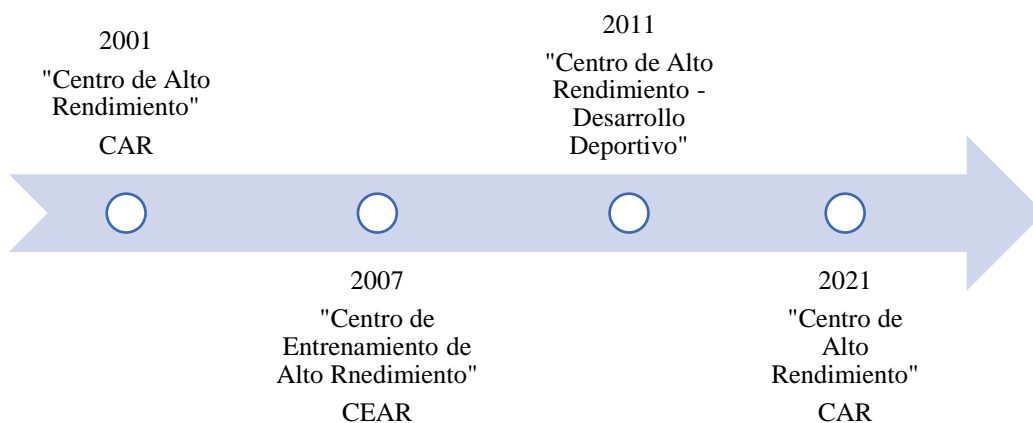 2001
"Centro de Alto
Rendimiento"
CAR
2007
"Centro de
Entrenamiento de
Alto Rnedimiento"
CEAR
2011
"Centro de Alto
Rendimiento -
Desarrollo
Deportivo"
2021
"Centro de
Alto
Rendimiento"
CAR